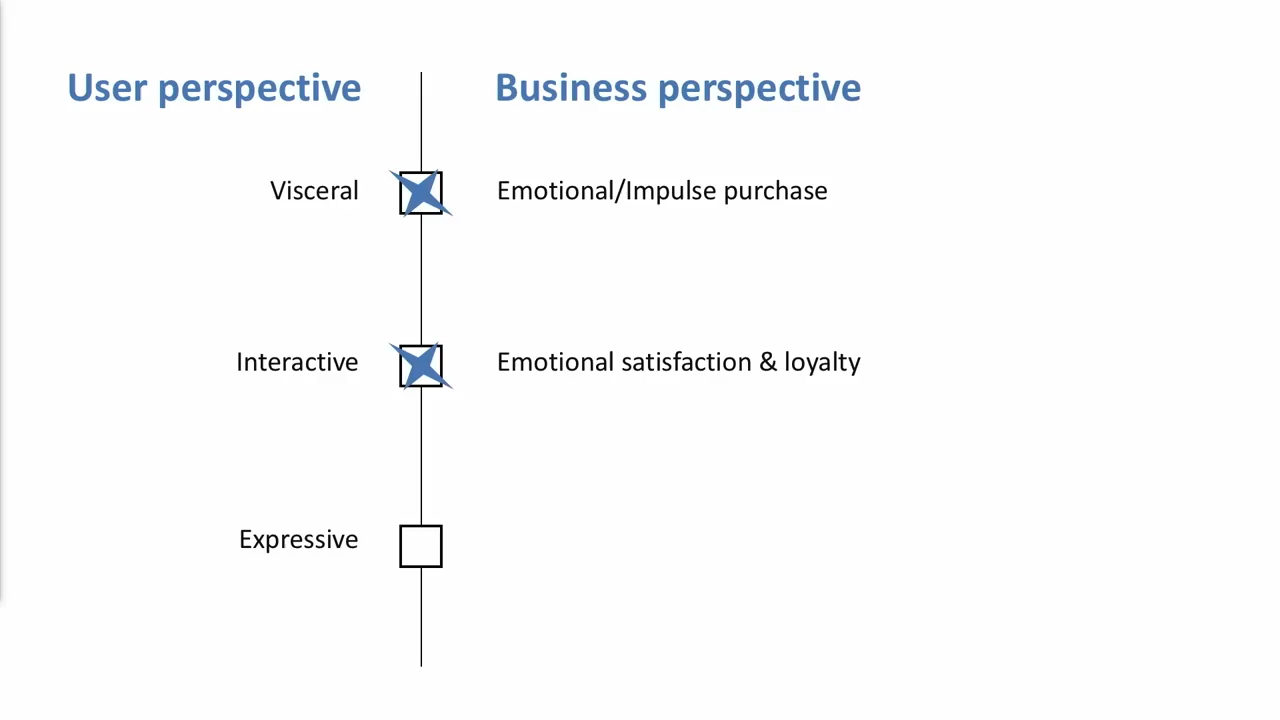 User perspective
Business perspective
Visceral
Emotional/Impulse purchase
Interactive
Emotional satisfaction & loyalty
Expressive